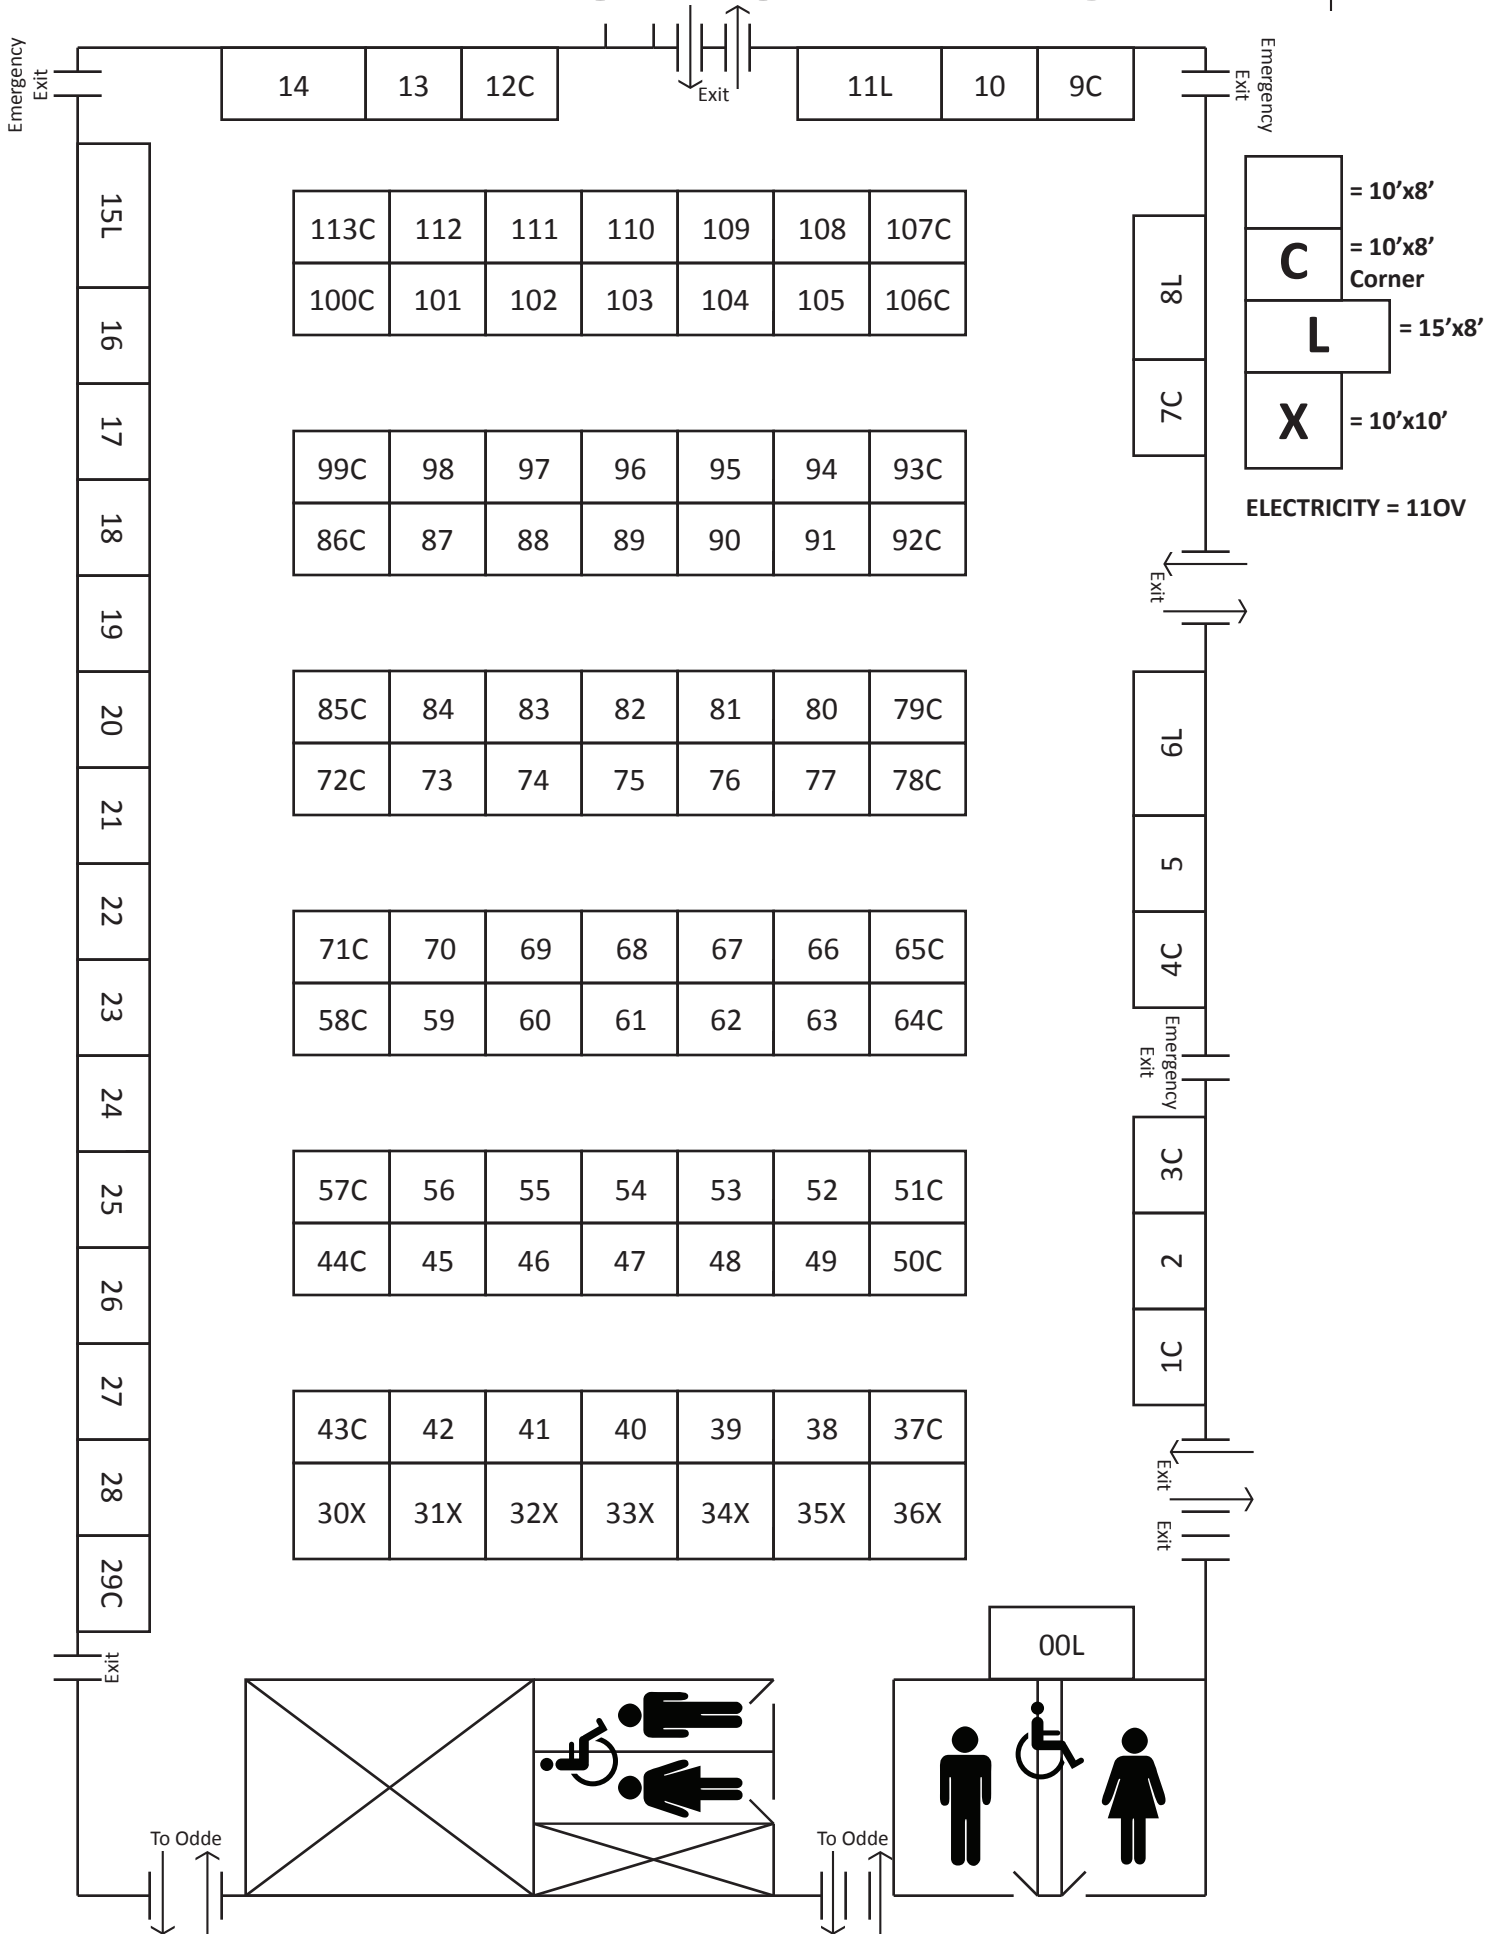 Emergency
Exit
14
13
12C
Exit
11L
10
9C
Emergency
Exit
15L
16
17
18
19
20
21
22
23
24
25
26
27
28
29C
Exit
113C 112 111 110 109 108 107C
100C 101 102 103 104 105 106C
99C 98 97 96 95 94 93C
86C 87 88 89 90 91 92C
85C 84 83 82 81 80 79C
72C 73 74 75 76 77 78C
71C 70 69 68 67 66 65C
58C 59 60 61 62 63 64C
57C 56 55 54 53 52 51C
44C 45 46 47 48 49 50C
43C 42 41 40 39 38 37C
30X 31X 32X 33X 34X 35X 36X
8L
7C
Exit
6L
5
4C
Emergency
Exit
3C
2
1C
Exit
Exit
00L
= 10’x8’
C
= 10’x8’
Corner
L
= 15’x8’
X
= 10’x10’
ELECTRICITY = 11OV
To Odde
To Odde